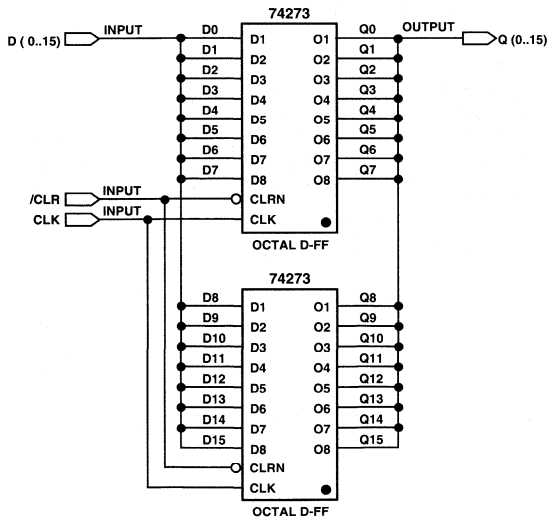 74273
D ( 0..15) INPUT D0 D1 O1 Q0 OUTPUT Q (0..15)
D1 D2 O2 Q1
D2 D3 O3 Q2
D3 D4 O4 Q3
D4 D5 O5 Q4
D5 D6 O6 Q5
D6 D7 O7 Q6
D7 D8 O8 Q7
/CLR INPUT CLRN
CLK INPUT CLK
OCTAL D-FF
74273
D8 D1 O1 Q8
D9 D2 O2 Q9
D10 D3 O3 Q10
D11 D4 O4 Q11
D12 D5 O5 Q12
D13 D6 O6 Q13
D14 D7 O7 Q14
D15 D8 O8 Q15
CLRN
CLK
OCTAL D-FF